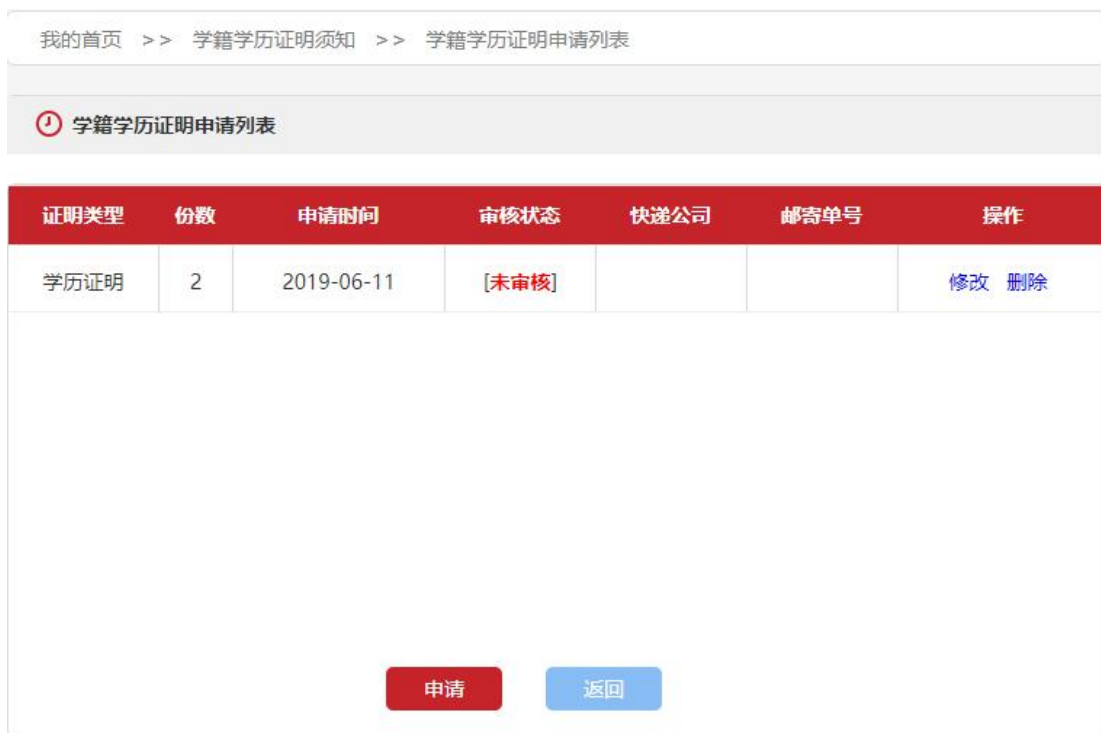 我的首页 >> 学籍学历证明须知 >> 学籍学历证明申请列表
学籍学历证明申请列表
证明类型 份数 申请时间 审核状态 快递公司 邮寄单号 操作
学历证明 2 2019-06-11 [未审核] 修改 删除
申请 返回